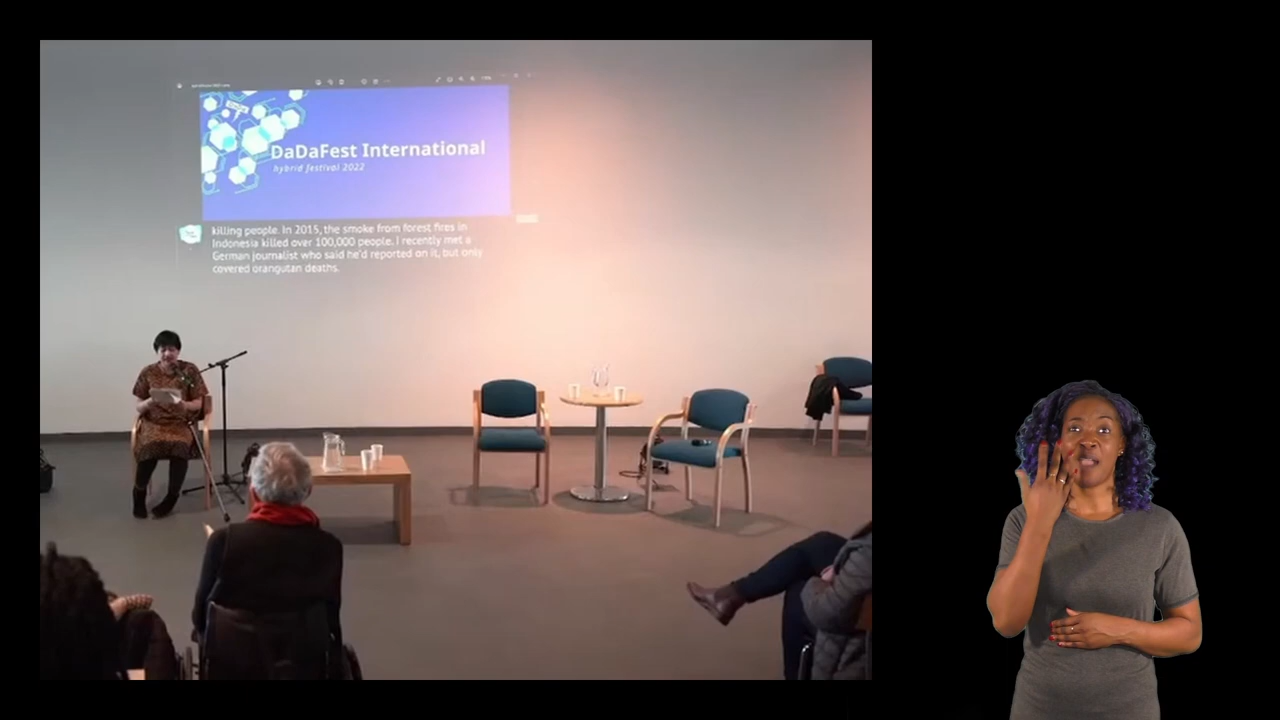 DaDaFest International
hybrid festival 2022
killing people. In 2015, the smoke from forest fires in
Indonesia killed over 100,000 people. I recently met a
German journalist who said he'd reported on it, but only
covered orangutan deaths.